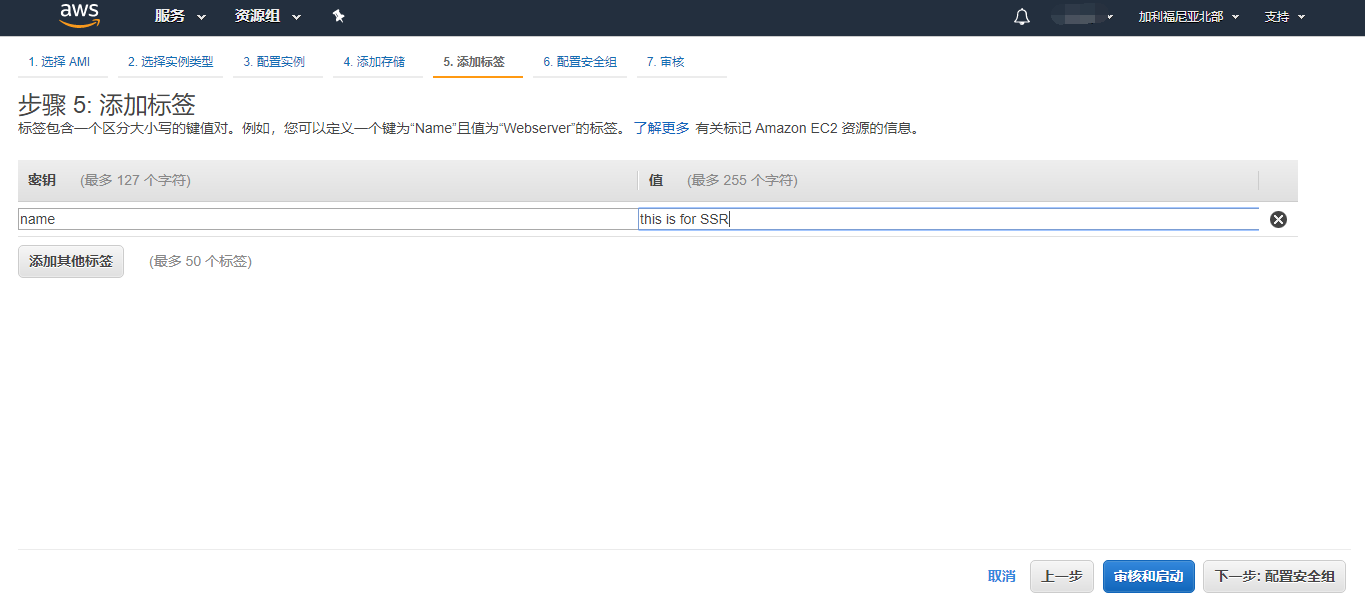 aws 服务 资源组 加利福尼亚北部 支持
1. 选择 AMI 2. 选择实例类型 3. 配置实例 4. 添加存储 5. 添加标签 6. 配置安全组 7. 审核
步骤 5: 添加标签
标签包含一个区分大小写的键值对。例如，您可以定义一个键为“Name”且值为“Webserver”的标签。 了解更多 有关标记 Amazon EC2 资源的信息。
密钥 (最多 127 个字符) 值 (最多 255 个字符)
name this is for SSR
添加其他标签 (最多 50 个标签)
取消 上一步 审核和启动 下一步: 配置安全组